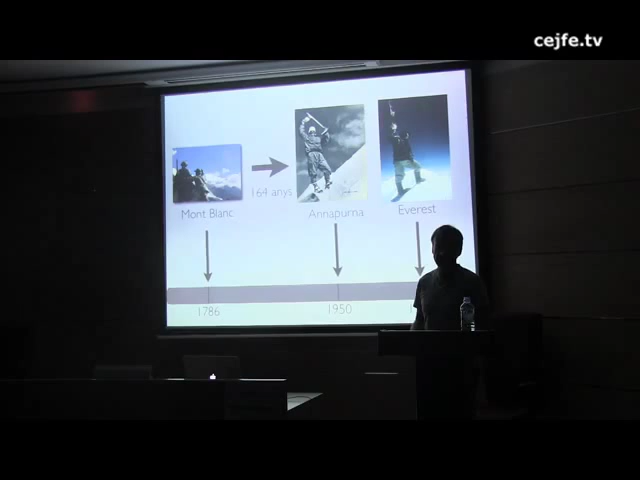 cejfe.tv
164 anys
Mont Blanc
Annapurna
Everest
1786
1950